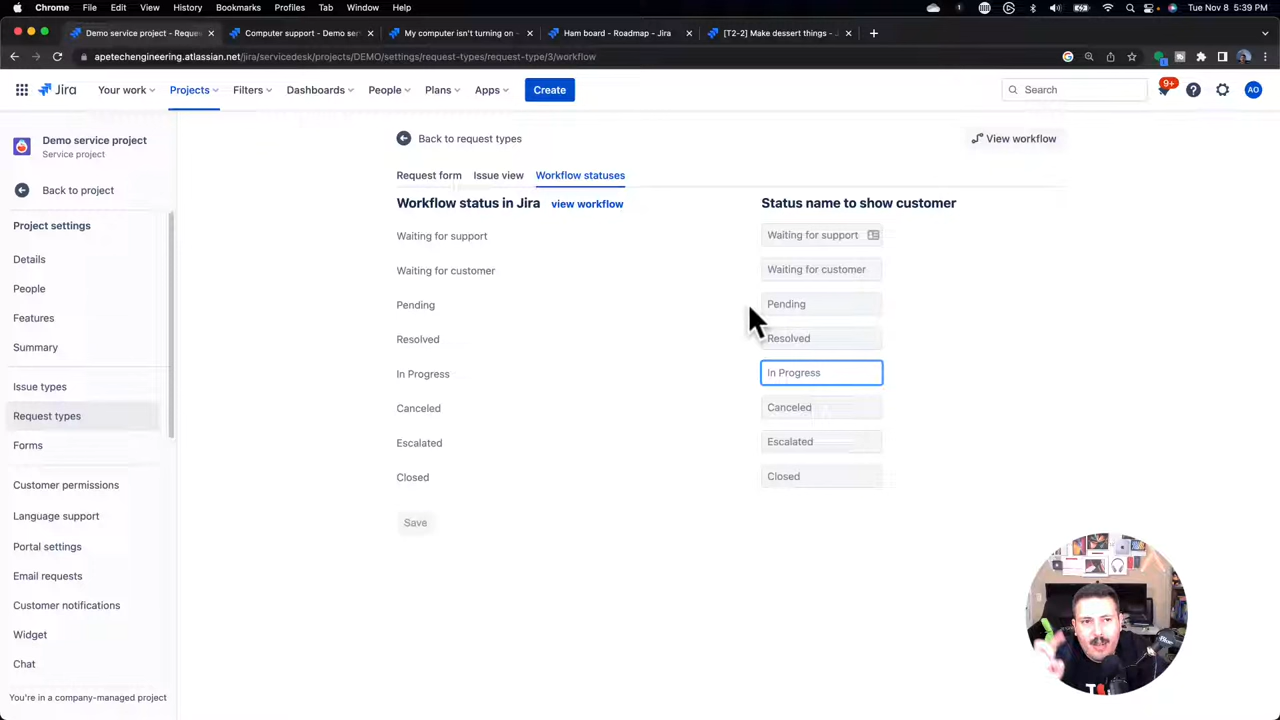 Chrome File Edit View History Bookmarks Profiles Tab Window Help Tue Nov 8 5:39 PM
Demo service project - Reques Computer support - Demo serv My computer isn't turning on - Ham board - Roadmap - Jira [T2-2] Make dessert things - J
apetechengineering.atlassian.net/jira/servicedesk/projects/DEMO/settings/request-types/request-type/3/workflow
Jira Your work Projects Filters Dashboards People Plans Apps Create Search 9+ AO
Demo service project
Service project
Back to project
Project settings
Details
People
Features
Summary
Issue types
Request types
Forms
Customer permissions
Language support
Portal settings
Email requests
Customer notifications
Widget
Chat
You're in a company-managed project
Back to request types View workflow
Request form Issue view Workflow statuses
Workflow status in Jira view workflow Status name to show customer
Waiting for support Waiting for support
Waiting for customer Waiting for customer
Pending Pending
Resolved Resolved
In Progress In Progress
Canceled Canceled
Escalated Escalated
Closed Closed
Save